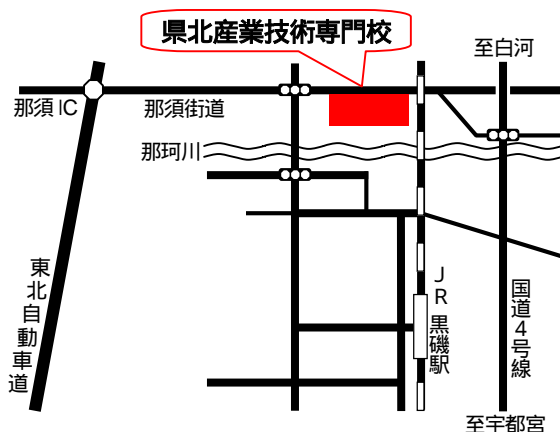 県北産業技術専門校
至白河
那須IC
那須街道
那珂川
東北自動車道
JR黒磯駅
国道4号線
至宇都宮